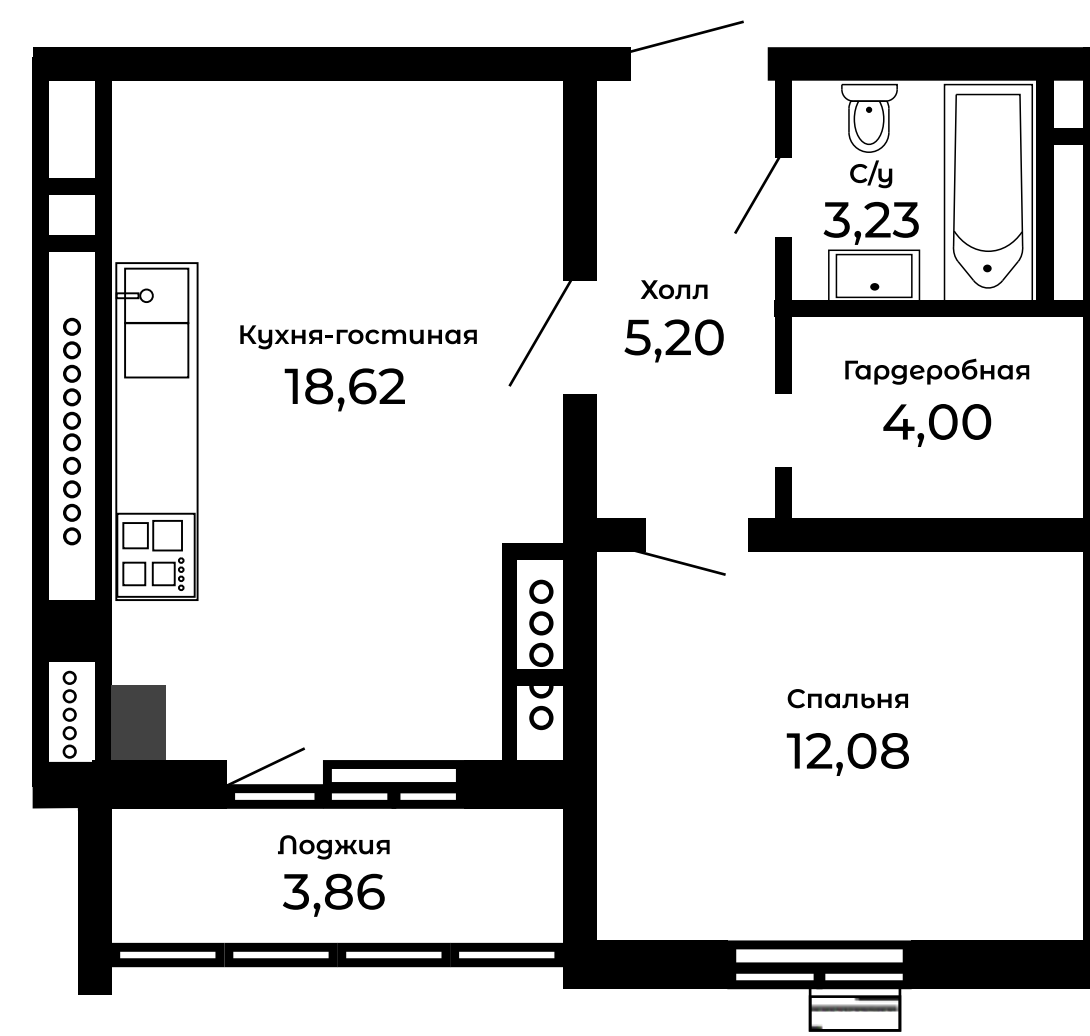 С/у
3,23
Холл
5,20
Кухня-гостиная
18,62
Гардеробная
4,00
Спальня
12,08
Лоджия
3,86